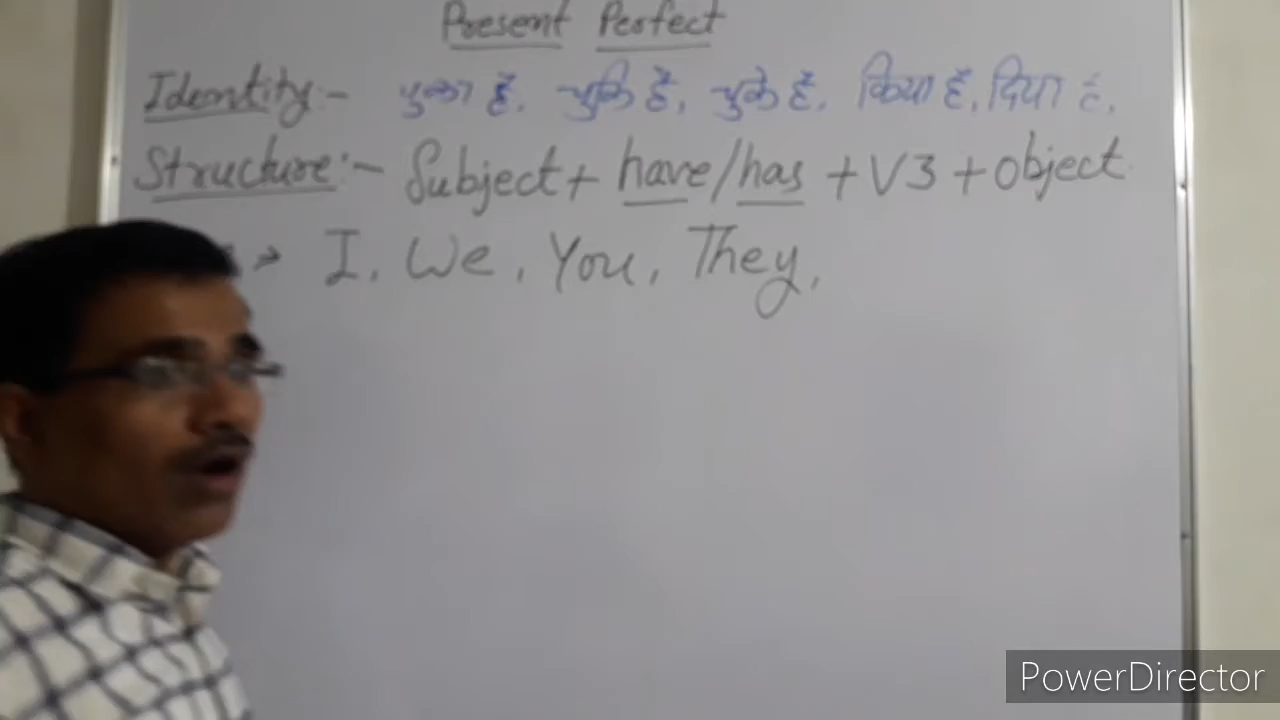 Present Perfect
Identity:- चुका है, चुकि है, चुके है, किया है, दिया है,
Structure:- Subject + have/has + V3 + object
→ I, We, You, They,
PowerDirector